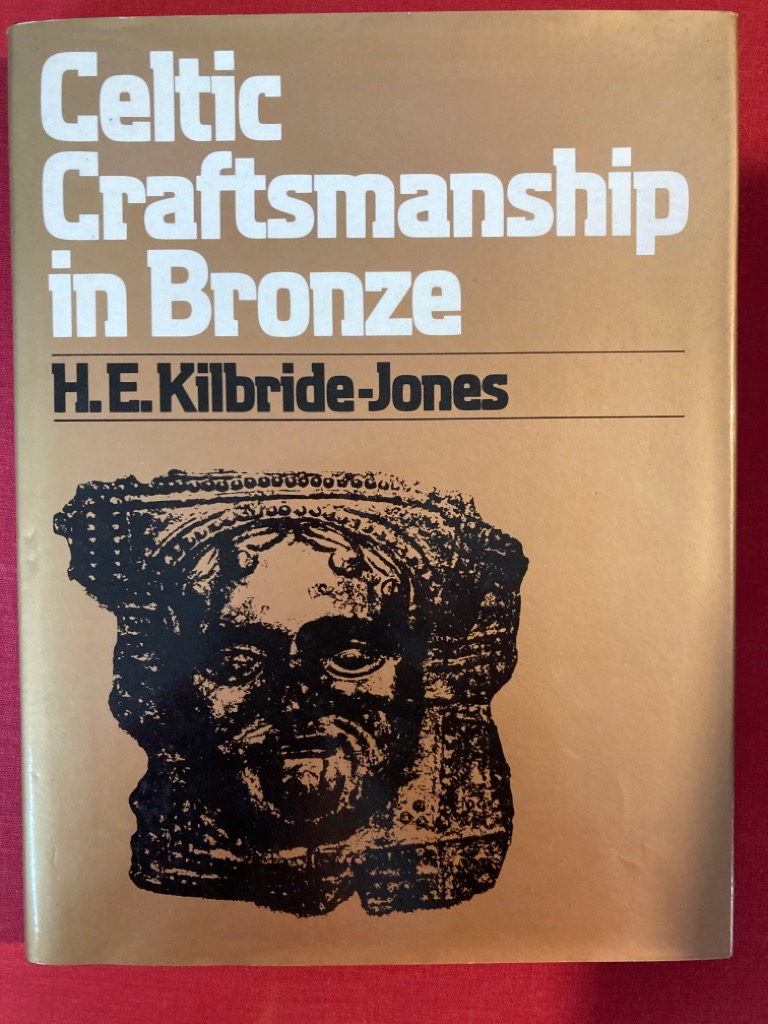 Celtic
Craftsmanship
in Bronze
H. E. Kilbride-Jones